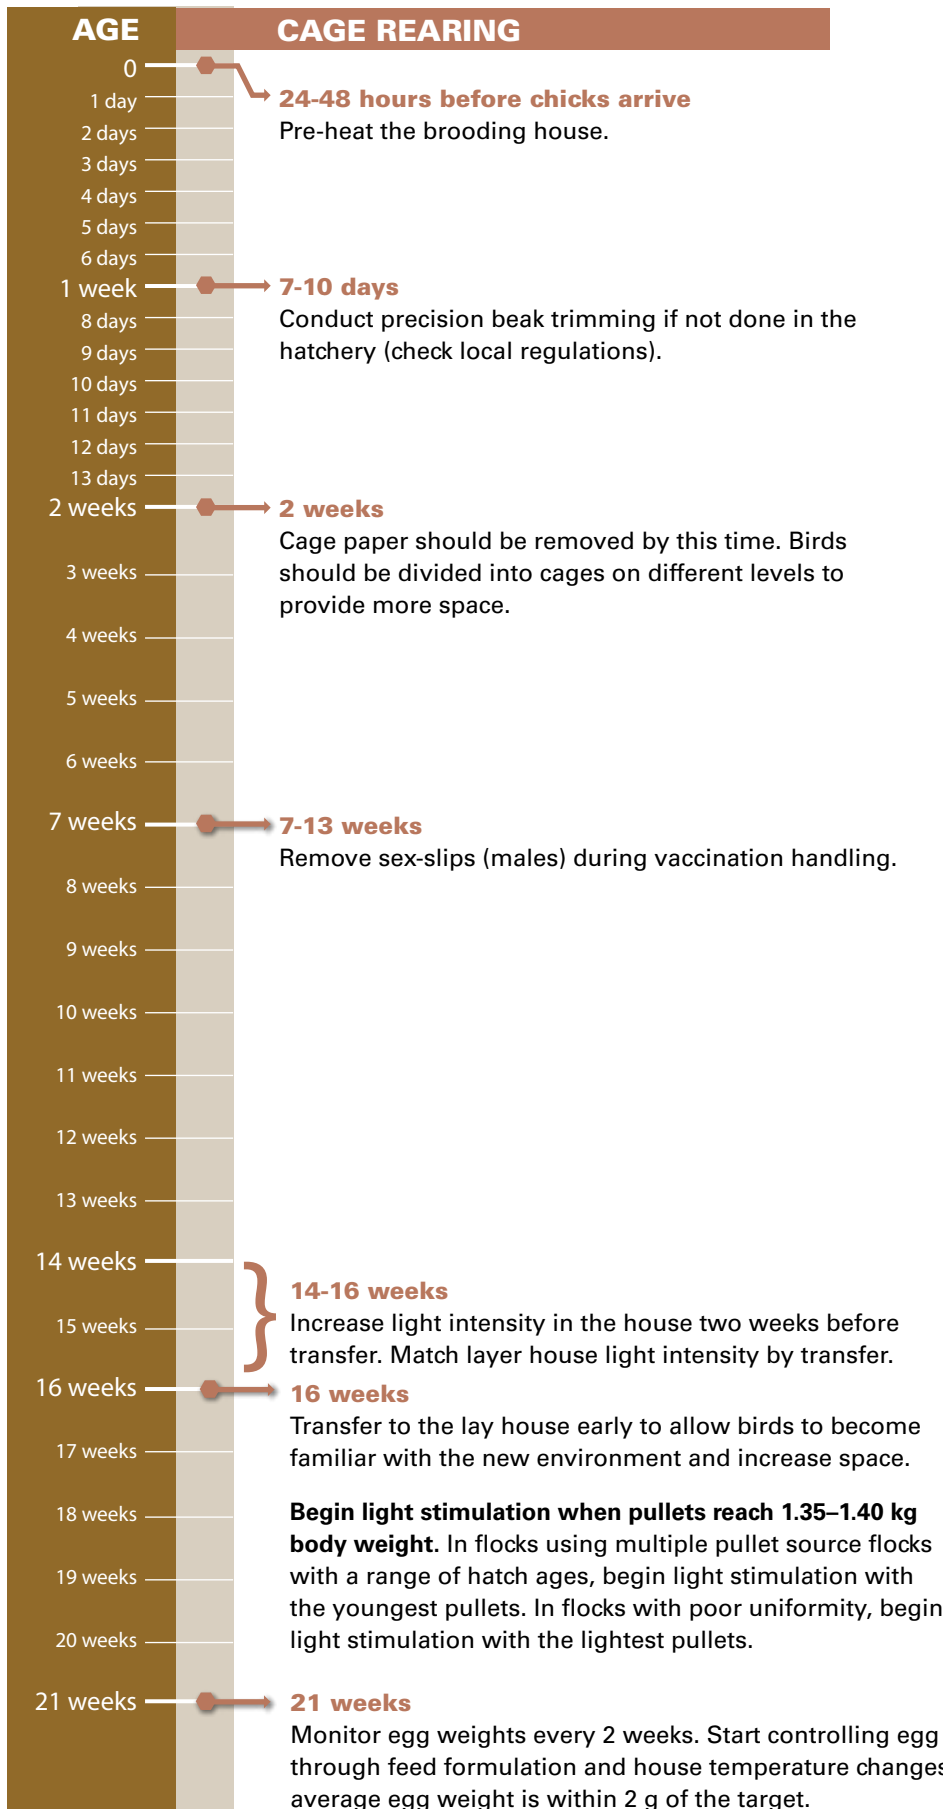 AGE
CAGE REARING
0
24-48 hours before chicks arrive
1 day
Pre-heat the brooding house.
2 days
3 days
4 days
5 days
6 days
1 week
7-10 days
Conduct precision beak trimming if not done in the
8 days
hatchery (check local regulations).
9 days
10 days
11 days
12 days
13 days
2 weeks
2 weeks
Cage paper should be removed by this time. Birds
should be divided into cages on different levels to
3 weeks
provide more space.
4 weeks
5 weeks
6 weeks
7 weeks
7-13 weeks
Remove sex-slips (males) during vaccination handling.
8 weeks
9 weeks
10 weeks
11 weeks
12 weeks
13 weeks
14 weeks
14-16 weeks
Increase light intensity in the house two weeks before
15 weeks
transfer. Match layer house light intensity by transfer.
16 weeks
16 weeks
Transfer to the lay house early to allow birds to become
17 weeks
familiar with the new environment and increase space.
18 weeks
Begin light stimulation when pullets reach 1.35–1.40 kg
body weight. In flocks using multiple pullet source flocks
19 weeks
with a range of hatch ages, begin light stimulation with
the youngest pullets. In flocks with poor uniformity, begin
20 weeks
light stimulation with the lightest pullets.
21 weeks
21 weeks
Monitor egg weights every 2 weeks. Start controlling egg
through feed formulation and house temperature changes
average egg weight is within 2 g of the target.